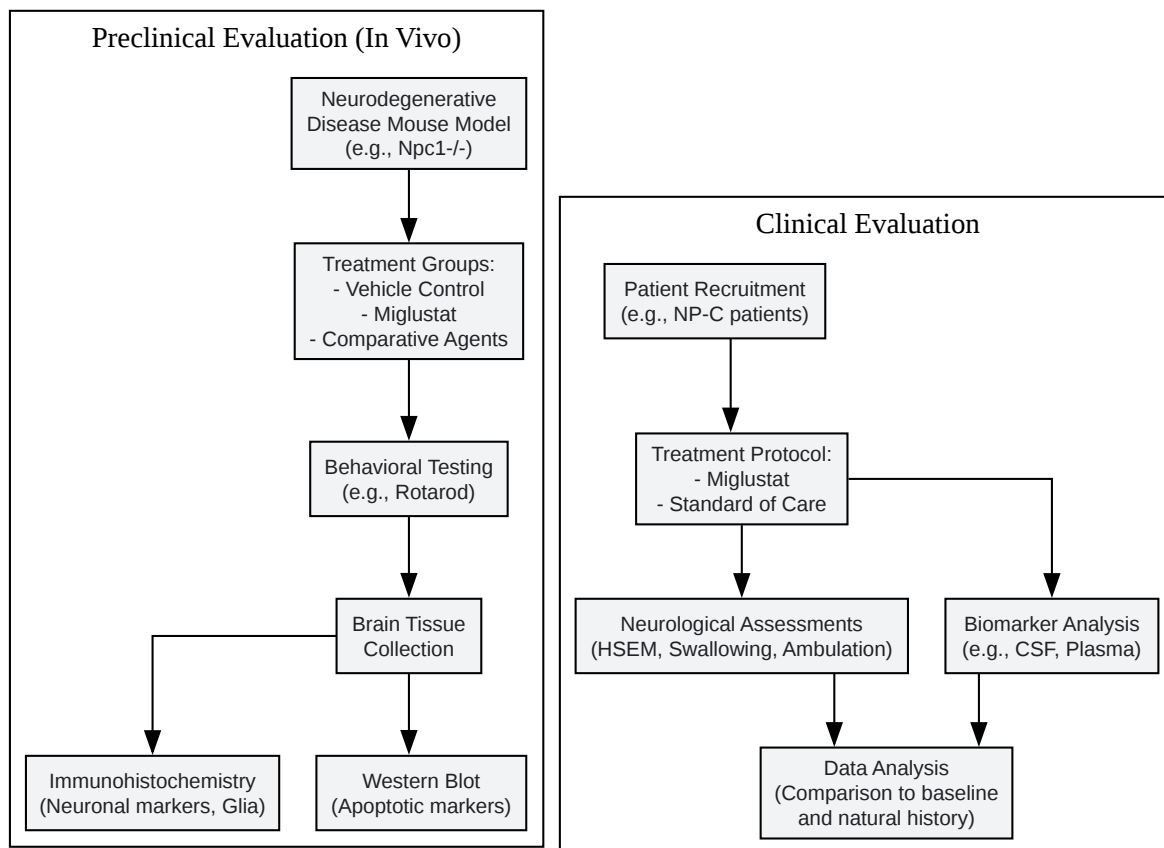 Preclinical Evaluation (In Vivo)
Neurodegenerative
Disease Mouse Model
(e.g., Npc1-/-)
Treatment Groups:
- Vehicle Control
- Miglustat
- Comparative Agents
Behavioral Testing
(e.g., Rotarod)
Brain Tissue
Collection
Immunohistochemistry
(Neuronal markers, Glia)
Western Blot
(Apoptotic markers)
Clinical Evaluation
Patient Recruitment
(e.g., NP-C patients)
Treatment Protocol:
- Miglustat
- Standard of Care
Neurological Assessments
(HSEM, Swallowing, Ambulation)
Biomarker Analysis
(e.g., CSF, Plasma)
Data Analysis
(Comparison to baseline
and natural history)